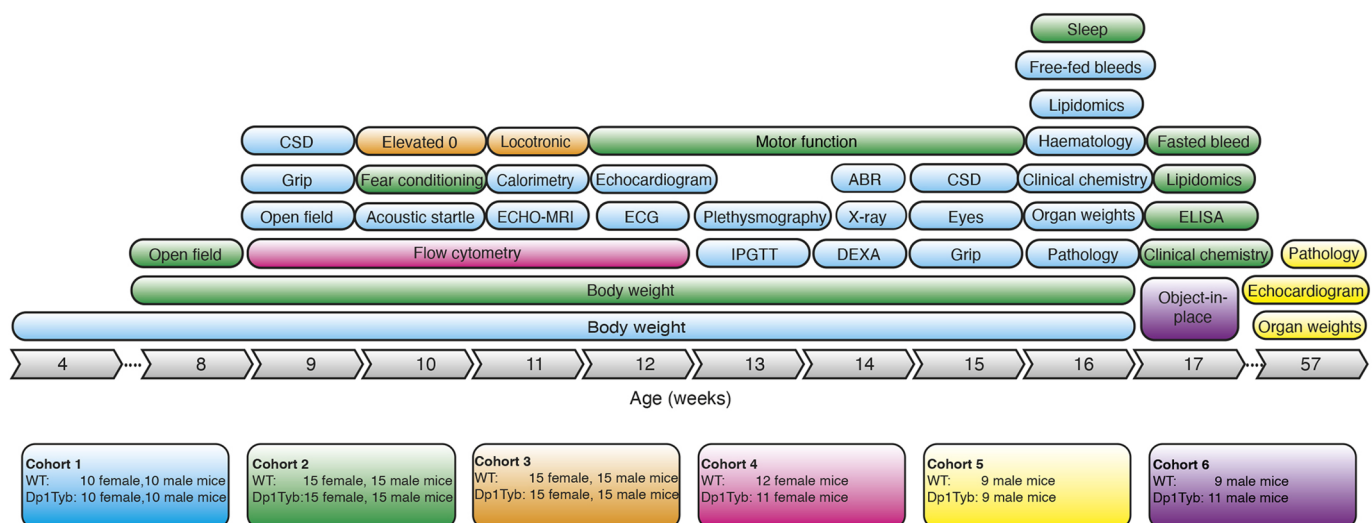 Sleep
Free-fed bleeds
Lipidomics
CSD Elevated 0 Locotronic Motor function Haematology Fasted bleed
Grip Fear conditioning Calorimetry Echocardiogram ABR CSD Clinical chemistry Lipidomics
Open field Acoustic startle ECHO-MRI ECG Plethysmography X-ray Eyes Organ weights ELISA
Open field Flow cytometry IPGTT DEXA Grip Pathology Clinical chemistry Pathology
Body weight Object-in-place Echocardiogram
Body weight Organ weights
4 8 9 10 11 12 13 14 15 16 17 57
Age (weeks)
Cohort 1
WT: 10 female,10 male mice
Dp1Tyb: 10 female,10 male mice
Cohort 2
WT: 15 female, 15 male mice
Dp1Tyb:15 female, 15 male mice
Cohort 3
WT: 15 female, 15 male mice
Dp1Tyb: 15 female, 15 male mice
Cohort 4
WT: 12 female mice
Dp1Tyb: 11 female mice
Cohort 5
WT: 9 male mice
Dp1Tyb: 9 male mice
Cohort 6
WT: 9 male mice
Dp1Tyb: 11 male mice